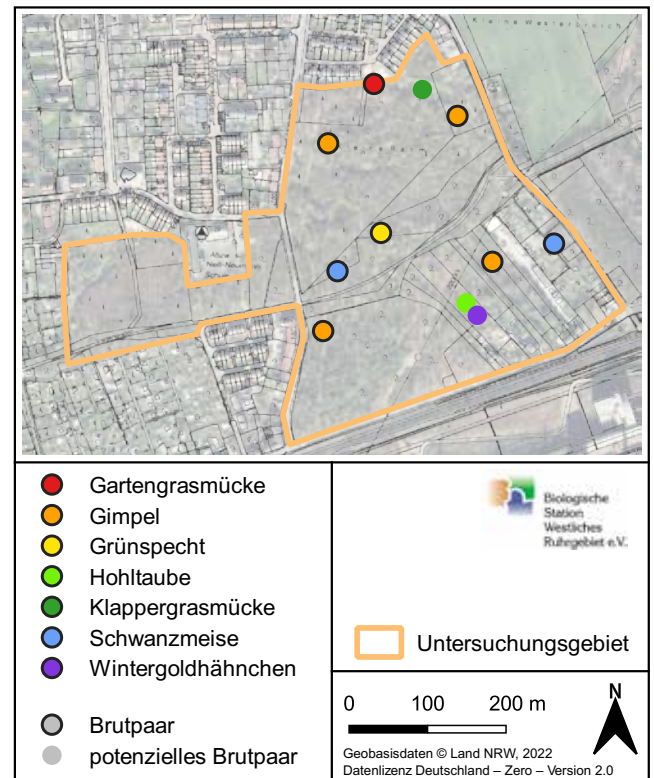 Gartengrasmücke
Gimpel
Grünspecht
Hohltaube
Klappergrasmücke
Schwanzmeise
Wintergoldhähnchen
Brutpaar
potenzielles Brutpaar
Biologische
Station
Westliches
Ruhrgebiet e.V.
Untersuchungsgebiet
0 100 200 m
N
Geobasisdaten © Land NRW, 2022
Datenlizenz Deutschland – Zero – Version 2.0